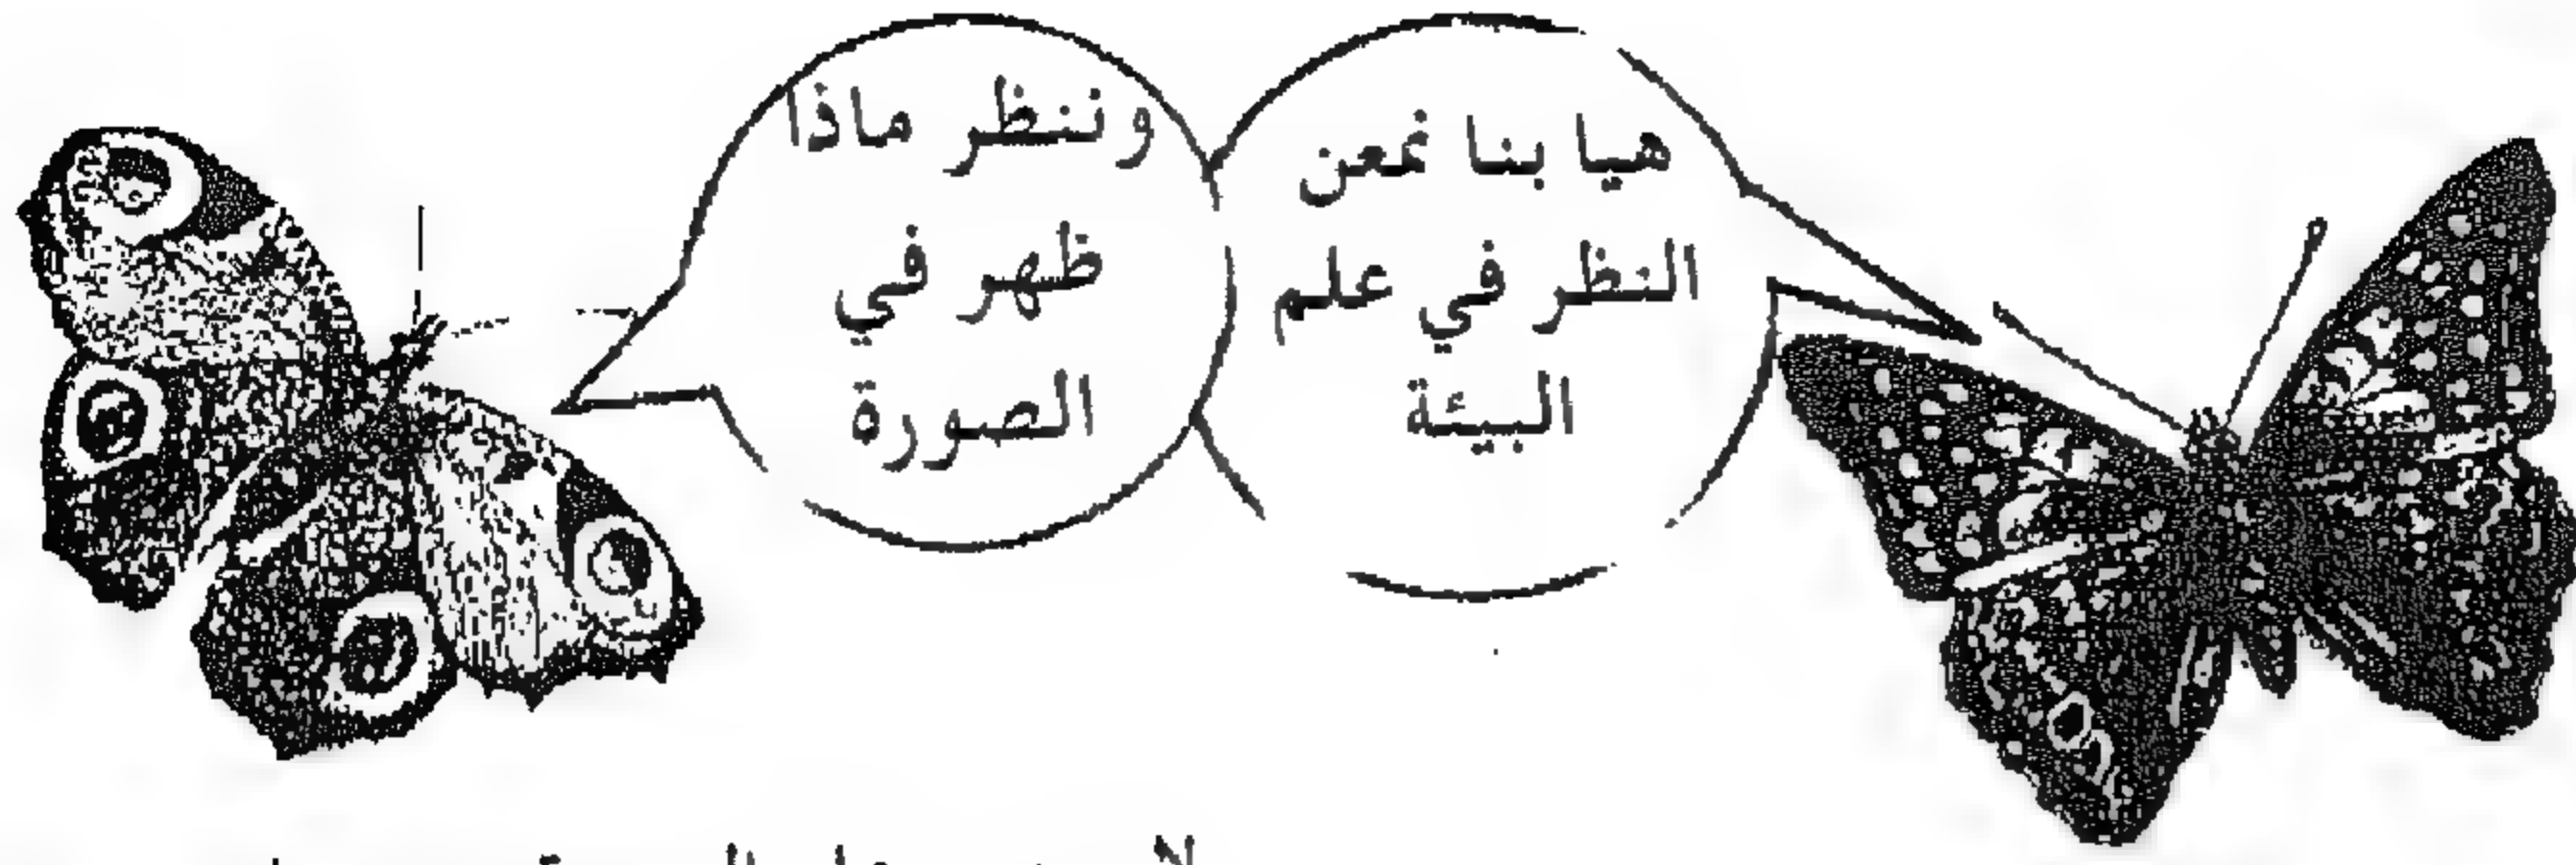 هيا بنا نمعن
النظر في علم
البيئة
وننظر ماذا
ظهر في
الصورة